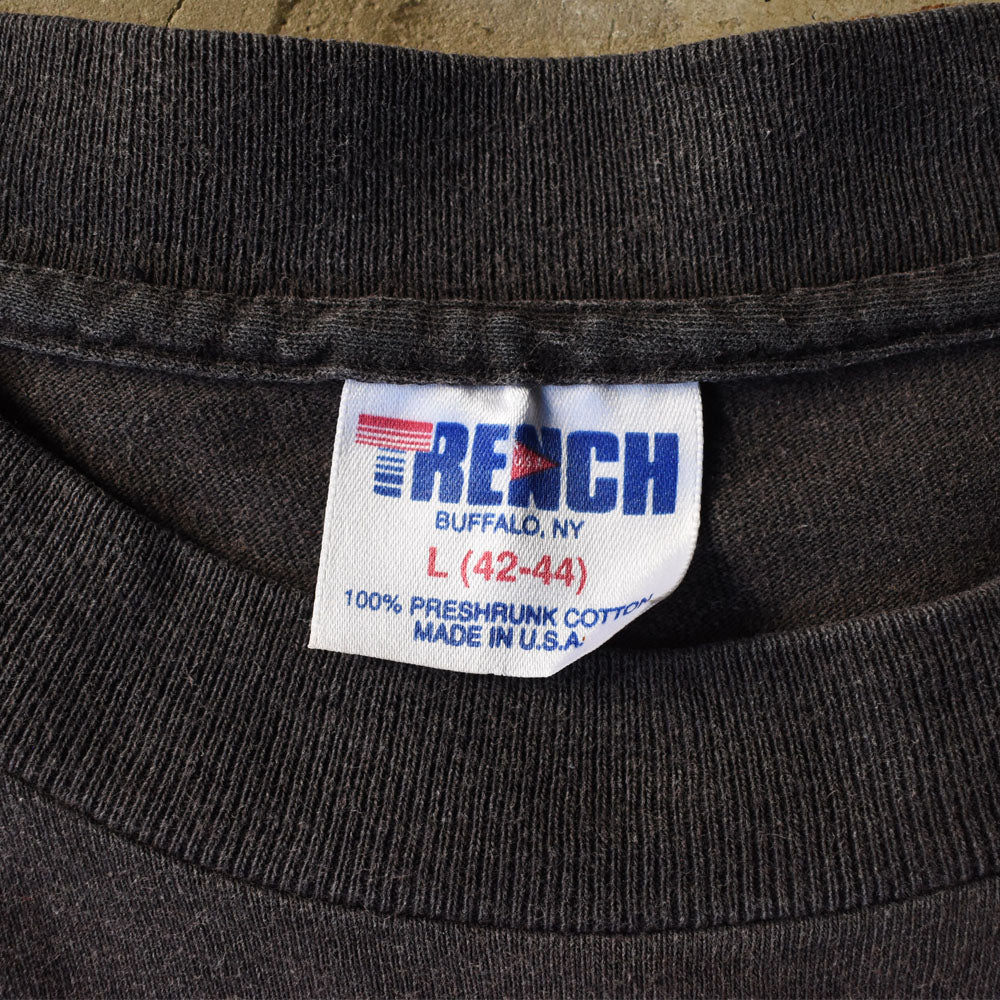 TRENCH
BUFFALO, NY
L (42-44)
100% PRESHRUNK COTTON
MADE IN U.S.A.